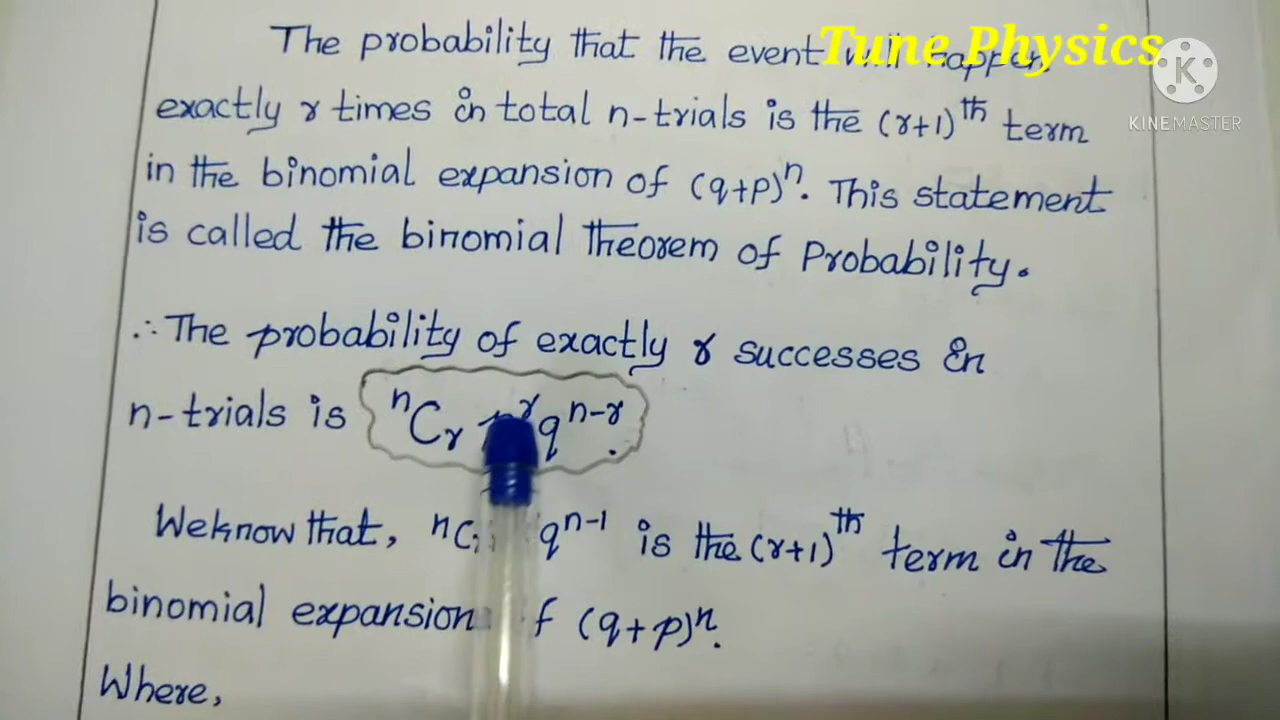 The probability that the event will happen
Tune Physics
K
KINEMASTER
exactly r times in total n-trials is the (r+1)th term
in the binomial expansion of (q+p)ⁿ. This statement
is called the binomial theorem of Probability.
∴ The probability of exactly r successes in
n-trials is ⁿCᵣ pʳ qⁿ⁻ʳ.
We know that, ⁿC qⁿ⁻¹ is the (r+1)th term in the
binomial expansion f (q+p)ⁿ.
Where,